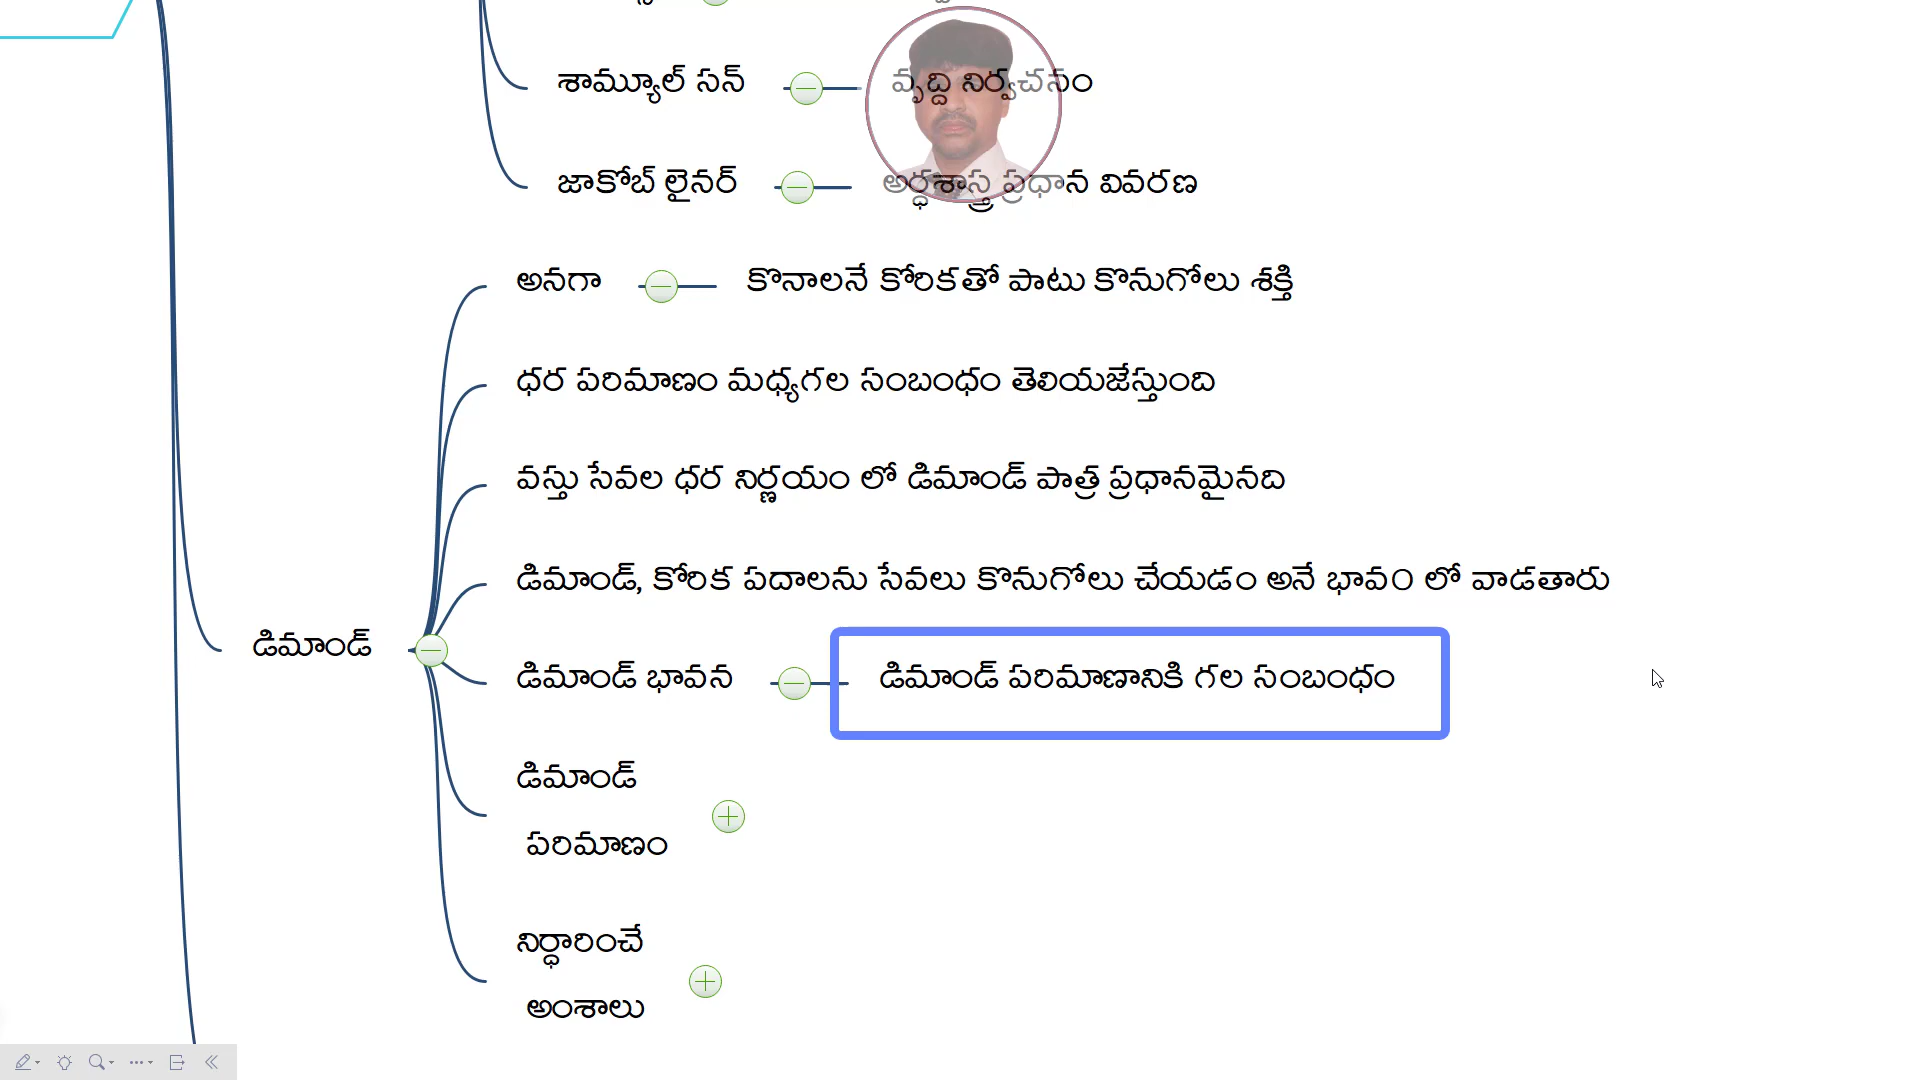 శామ్యూల్ సన్ వృద్ది నిర్వచనం
జాకోబ్ లైనర్ అర్ధశాస్త్ర ప్రధాన వివరణ
అనగా కొనాలనే కోరికతో పాటు కొనుగోలు శక్తి
ధర పరిమాణం మధ్యగల సంబంధం తెలియజేస్తుంది
వస్తు సేవల ధర నిర్ణయం లో డిమాండ్ పాత్ర ప్రధానమైనది
డిమాండ్, కోరిక పదాలను సేవలు కొనుగోలు చేయడం అనే భావం లో వాడతారు
డిమాండ్
డిమాండ్ భావన డిమాండ్ పరిమాణానికి గల సంబంధం
డిమాండ్
పరిమాణం
నిర్ధారించే
అంశాలు